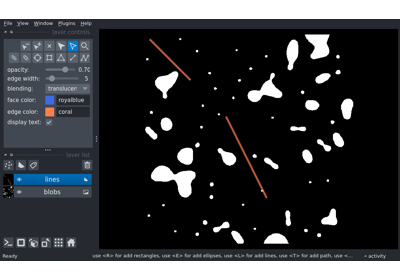 File View Window Plugins Help
layer controls
opacity: 0.70
edge width: 5
blending: translucen
face color: royalblue
edge color: coral
display text:
layer list
lines
blobs
Ready use <R> for add rectangles, use <E> for add ellipses, use <L> for add lines, use <T> for add path, use <... activity